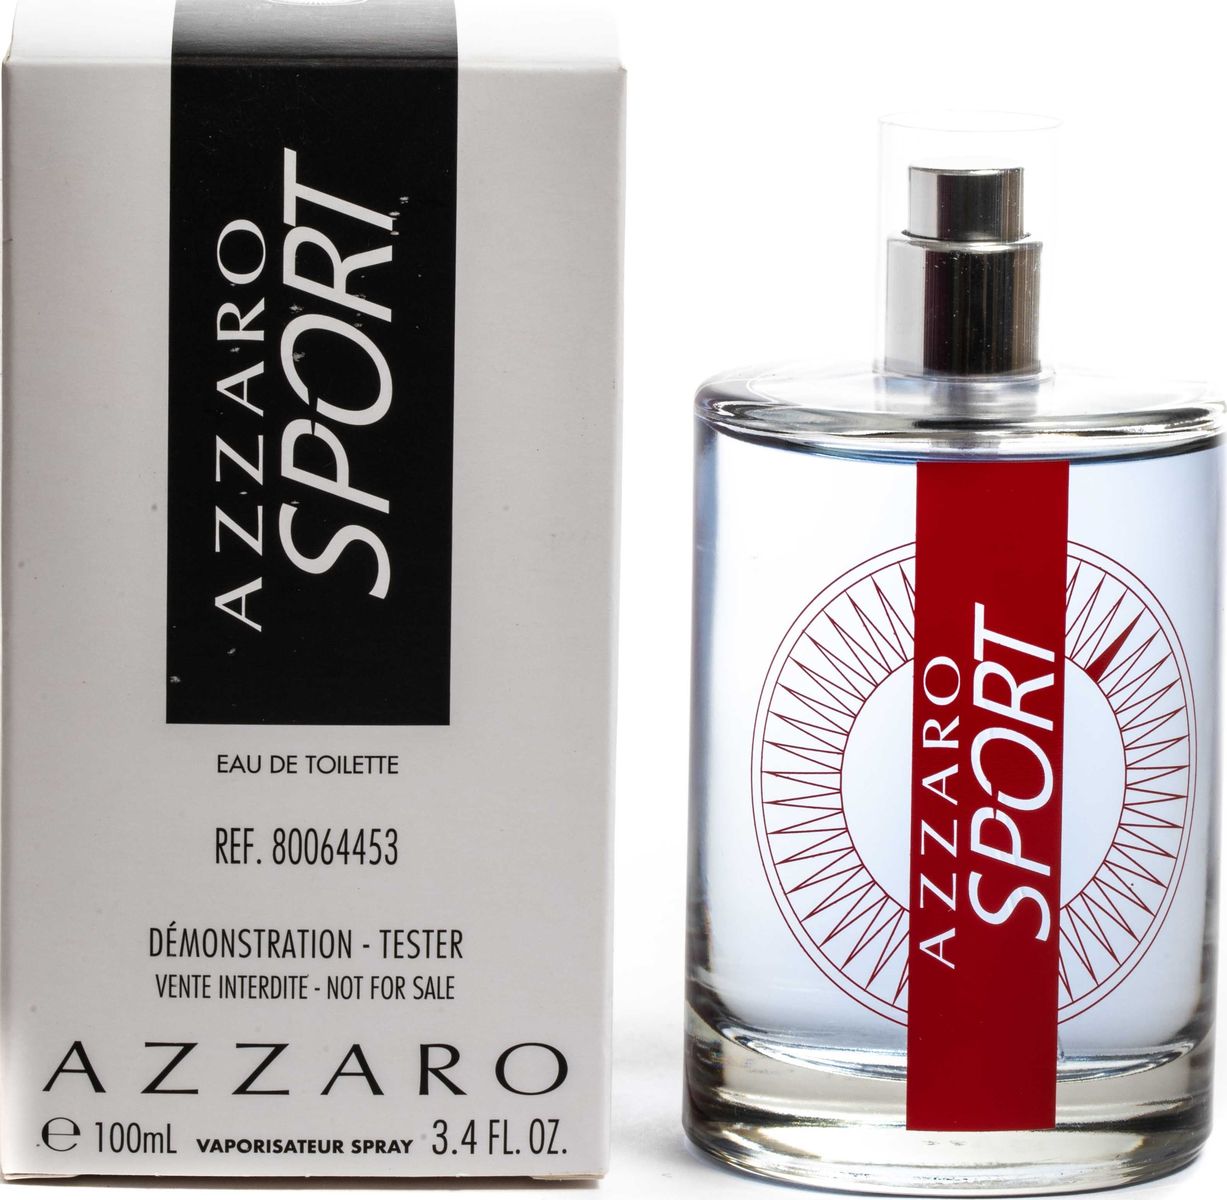 AZZARO
SPORT
EAU DE TOILETTE
REF. 80064453
DÉMONSTRATION - TESTER
VENTE INTERDITE - NOT FOR SALE
AZZARO
℮ 100mL VAPORISATEUR SPRAY 3.4 FL. OZ.
AZZARO
SPORT